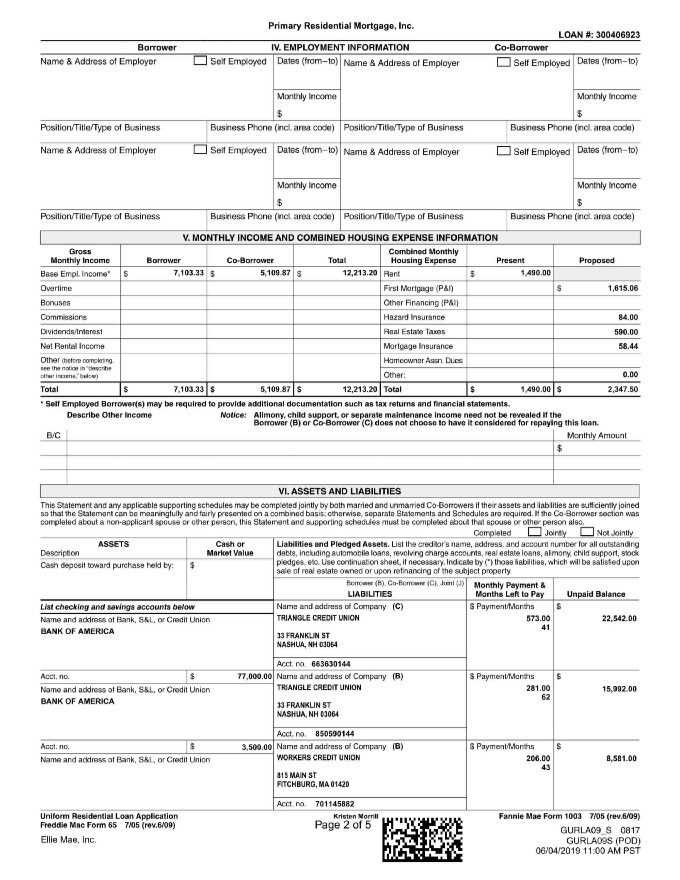 Primary Residential Mortgage, Inc.
LOAN #: 300406923
Borrower IV. EMPLOYMENT INFORMATION Co-Borrower
Name & Address of Employer Self Employed Dates (from–to) Name & Address of Employer Self Employed Dates (from–to)
Monthly Income Monthly Income
$ $
Position/Title/Type of Business Business Phone (incl. area code) Position/Title/Type of Business Business Phone (incl. area code)
Name & Address of Employer Self Employed Dates (from–to) Name & Address of Employer Self Employed Dates (from–to)
Monthly Income Monthly Income
$ $
Position/Title/Type of Business Business Phone (incl. area code) Position/Title/Type of Business Business Phone (incl. area code)
V. MONTHLY INCOME AND COMBINED HOUSING EXPENSE INFORMATION
Gross Monthly Income Borrower Co-Borrower Total Combined Monthly Housing Expense Present Proposed
Base Empl. Income* $ 7,103.33 $ 5,109.87 $ 12,213.20 Rent $ 1,490.00
Overtime First Mortgage (P&I) $ 1,615.06
Bonuses Other Financing (P&I)
Commissions Hazard Insurance 84.00
Dividends/Interest Real Estate Taxes 590.00
Net Rental Income Mortgage Insurance 58.44
Other (before completing, Homeowner Assn. Dues
see the notice in "describe
other income," below) Other: 0.00
Total $ 7,103.33 $ 5,109.87 $ 12,213.20 Total $ 1,490.00 $ 2,347.50
* Self Employed Borrower(s) may be required to provide additional documentation such as tax returns and financial statements.
Describe Other Income Notice: Alimony, child support, or separate maintenance income need not be revealed if the
Borrower (B) or Co-Borrower (C) does not choose to have it considered for repaying this loan.
B/C Monthly Amount
$
VI. ASSETS AND LIABILITIES
This Statement and any applicable supporting schedules may be completed jointly by both married and unmarried Co-Borrowers if their assets and liabilities are sufficiently joined
so that the Statement can be meaningfully and fairly presented on a combined basis; otherwise, separate Statements and Schedules are required. If the Co-Borrower section was
completed about a non-applicant spouse or other person, this Statement and supporting schedules must be completed about that spouse or other person also.
Completed Jointly Not Jointly
ASSETS Cash or Market Value Liabilities and Pledged Assets. List the creditor's name, address, and account number for all outstanding
Description debts, including automobile loans, revolving charge accounts, real estate loans, alimony, child support, stock
Cash deposit toward purchase held by: $ pledges, etc. Use continuation sheet, if necessary. Indicate by (*) those liabilities, which will be satisfied upon
sale of real estate owned or upon refinancing of the subject property.
Borrower (B), Co-Borrower (C), Joint (J) Monthly Payment &
LIABILITIES Months Left to Pay Unpaid Balance
List checking and savings accounts below Name and address of Company (C) $ Payment/Months $
Name and address of Bank, S&L, or Credit Union TRIANGLE CREDIT UNION 573.00 22,542.00
BANK OF AMERICA 41
33 FRANKLIN ST
NASHUA, NH 03064
Acct. no. 663630144
Acct. no. $ 77,000.00 Name and address of Company (B) $ Payment/Months $
Name and address of Bank, S&L, or Credit Union TRIANGLE CREDIT UNION 281.00 15,992.00
BANK OF AMERICA 62
33 FRANKLIN ST
NASHUA, NH 03064
Acct. no. 850590144
Acct. no. $ 3,500.00 Name and address of Company (B) $ Payment/Months $
Name and address of Bank, S&L, or Credit Union WORKERS CREDIT UNION 206.00 8,581.00
43
815 MAIN ST
FITCHBURG, MA 01420
Acct. no. 701145882
Uniform Residential Loan Application Kristen Morrill Fannie Mae Form 1003 7/05 (rev.6/09)
Freddie Mac Form 65 7/05 (rev.6/09) Page 2 of 5
GURLA09_S 0817
Ellie Mae, Inc. GURLA09S (POD)
06/04/2019 11:00 AM PST